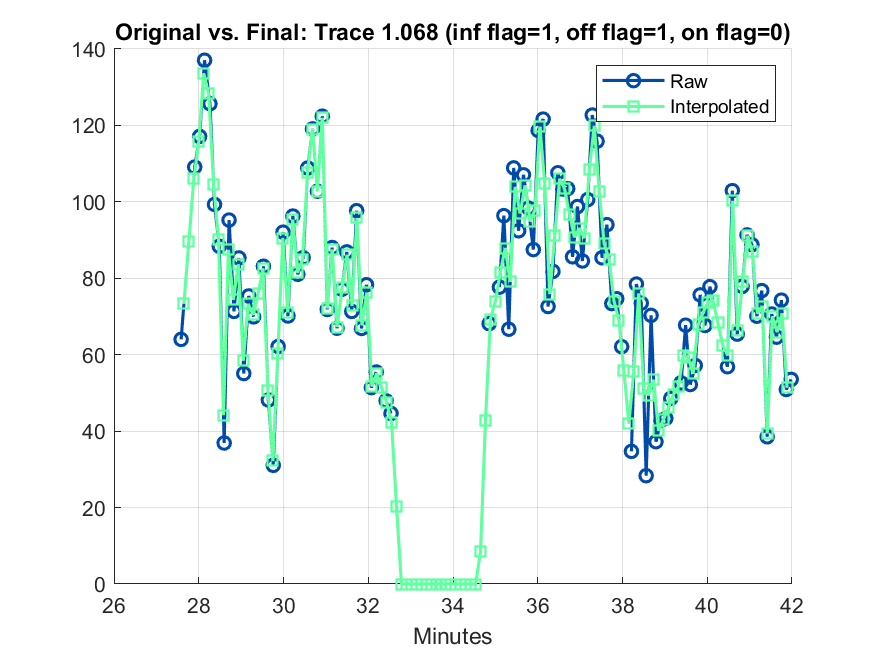 Original vs. Final: Trace 1.068 (inf flag=1, off flag=1, on flag=0)
140
120
100
80
60
40
20
0
Raw
Interpolated
26 28 30 32 34 36 38 40 42
Minutes